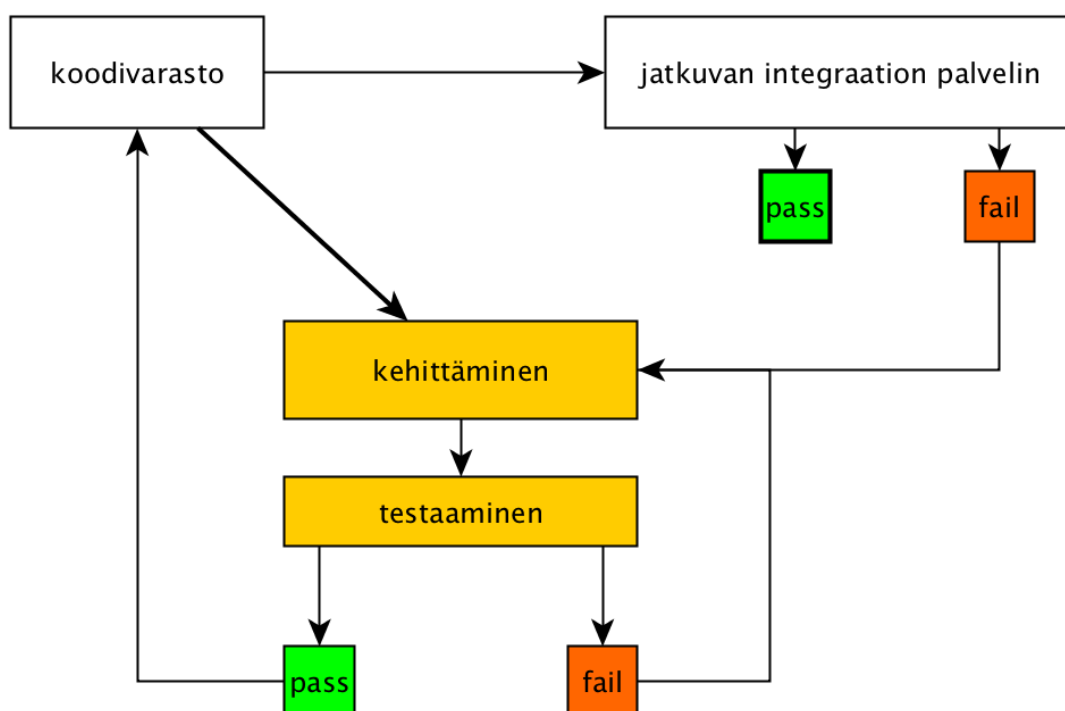 koodivarasto
jatkuvan integraation palvelin
pass
fail
kehittäminen
testaaminen
pass
fail